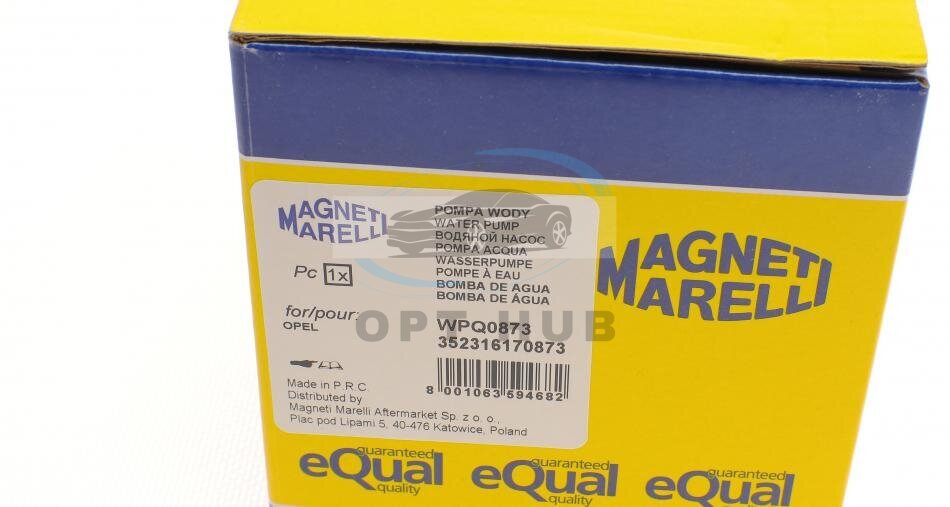 MAGNETI
MARELLI
Pc 1x
for/pour:
OPEL
POMPA WODY
WATER PUMP
ВОДЯНОЙ НАСОС
POMPA ACQUA
WASSERPUMPE
POMPE À EAU
BOMBA DE AGUA
BOMBA DE ÁGUA
WPQ0873
352316170873
8 001063 594682
Made in P.R.C.
Distributed by
Magneti Marelli Aftermarket Sp. z o. o.,
Plac pod Lipami 5, 40-476 Katowice, Poland
MAGNETI
MARELLI
OPT HUB
guaranteed
eQual
quality
guaranteed
eQual
quality
guaranteed
eQual
quality